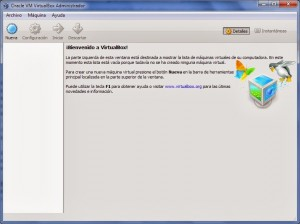 Oracle VM VirtualBox Administrador
Archivo Máquina Ayuda
Nueva Configuración Iniciar Descartar
Detalles Instantáneas
¡Bienvenido a VirtualBox!
La parte izquierda de esta ventana está destinada a mostrar la lista de máquinas virtuales de su computadora. En este
momento esta lista está vacía porque todavía no se ha creado ninguna máquina virtual.
Para crear una nueva máquina virtual presione el botón Nueva en la barra de herramientas
principal localizada en la parte superior de la ventana.
Puede utilizar la tecla F1 para obtener ayuda o visitar www.virtualbox.org para las últimas
novedades e información.